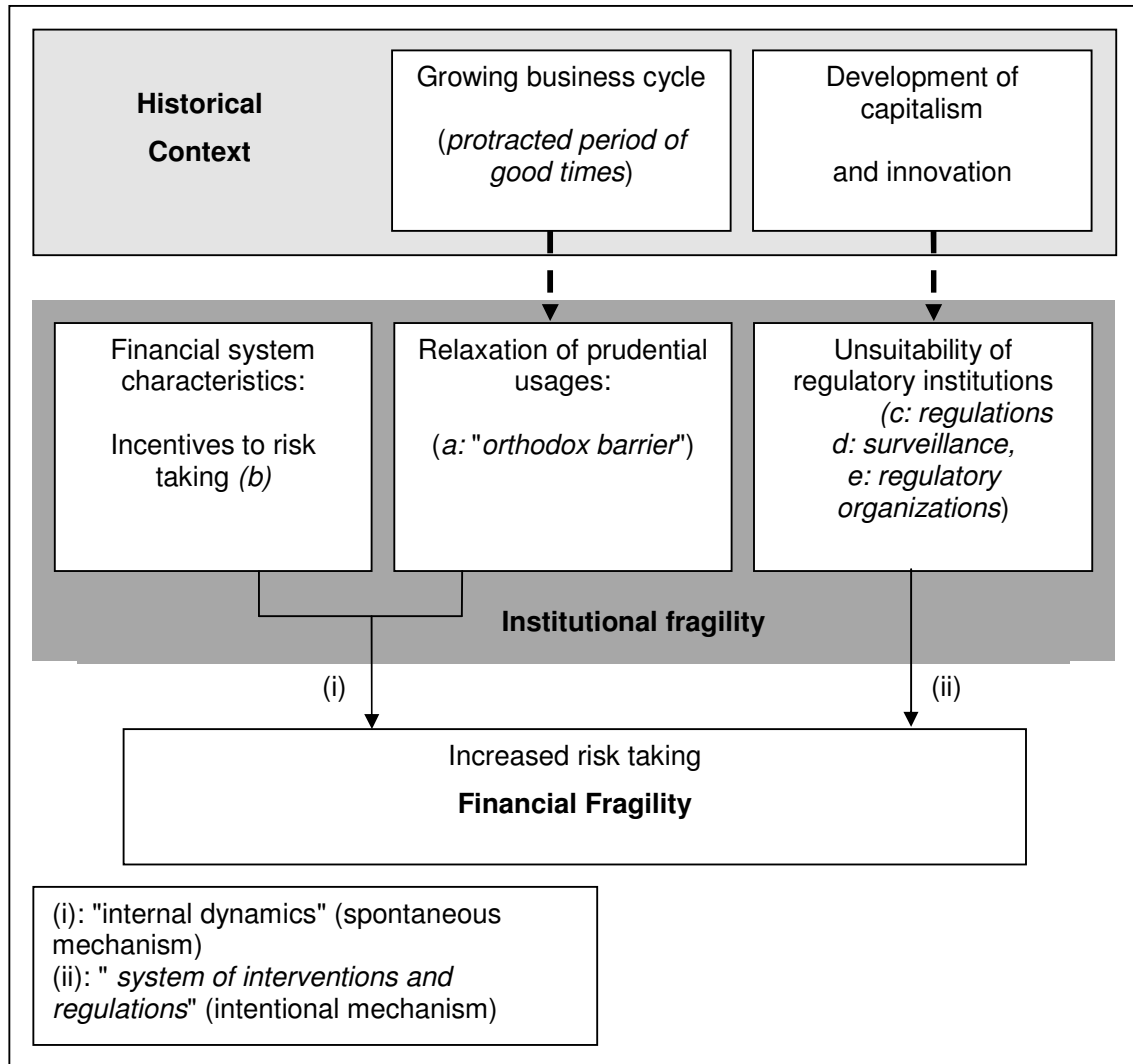 Historical
Context
Growing business cycle
(protracted period of
good times)
Development of
capitalism
and innovation
Financial system
characteristics:
Incentives to risk
taking (b)
Relaxation of prudential
usages:
(a: "orthodox barrier")
Unsuitability of
regulatory institutions
(c: regulations
d: surveillance,
e: regulatory
organizations)
Institutional fragility
(i)
(ii)
Increased risk taking
Financial Fragility
(i): "internal dynamics" (spontaneous
mechanism)
(ii): " system of interventions and
regulations" (intentional mechanism)